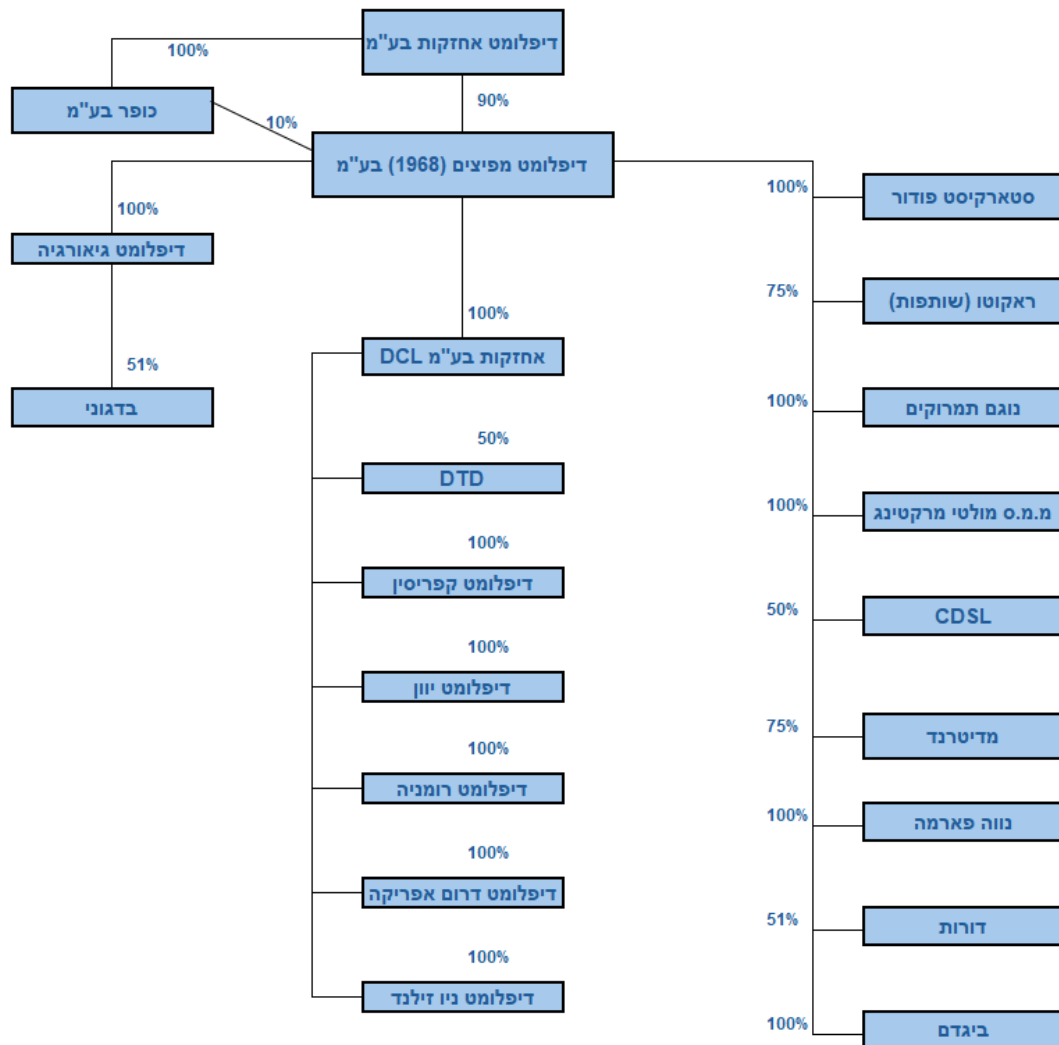 דיפלומט אחזקות בע"מ
100%
90%
כופר בע"מ
10%
דיפלומט מפיצים (1968) בע"מ
100%
דיפלומט גיאורגיה
51%
בדגוני
100%
אחזקות בע"מ DCL
50%
DTD
100%
דיפלומט קפריסין
100%
דיפלומט יוון
100%
דיפלומט רומניה
100%
דיפלומט דרום אפריקה
100%
דיפלומט ניו זילנד
100%
סטארקיסט פודור
75%
ראקוטו (שותפות)
100%
נוגם תמרוקים
100%
מ.מ.ס מולטי מרקטינג
50%
CDSL
75%
מדיטרנד
100%
נווה פארמה
51%
דורות
100%
ביגדם